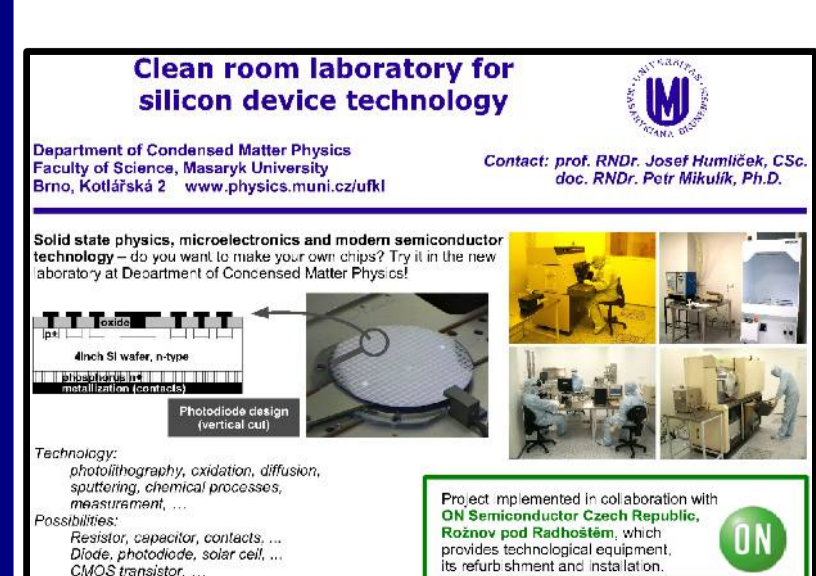 Clean room laboratory for
silicon device technology
UNIVERSITAS
MASARYKIANA BRUNENSIS
Department of Condensed Matter Physics
Faculty of Science, Masaryk University
Brno, Kotlářská 2 www.physics.muni.cz/ufkl
Contact: prof. RNDr. Josef Humlíček, CSc.
doc. RNDr. Petr Mikulík, Ph.D.
Solid state physics, microelectronics and modern semiconductor
technology – do you want to make your own chips? Try it in the new
laboratory at Department of Condensed Matter Physics!
oxide
p+
4inch Si wafer, n-type
phosphorus n+
metallization (contacts)
Photodiode design
(vertical cut)
Technology:
photolithography, oxidation, diffusion,
sputtering, chemical processes,
measurement, ...
Possibilities:
Resistor, capacitor, contacts, ...
Diode, photodiode, solar cell, ...
CMOS transistor, ...
Project implemented in collaboration with
ON Semiconductor Czech Republic,
Rožnov pod Radhoštěm, which
provides technological equipment,
its refurbishment and installation.
ON